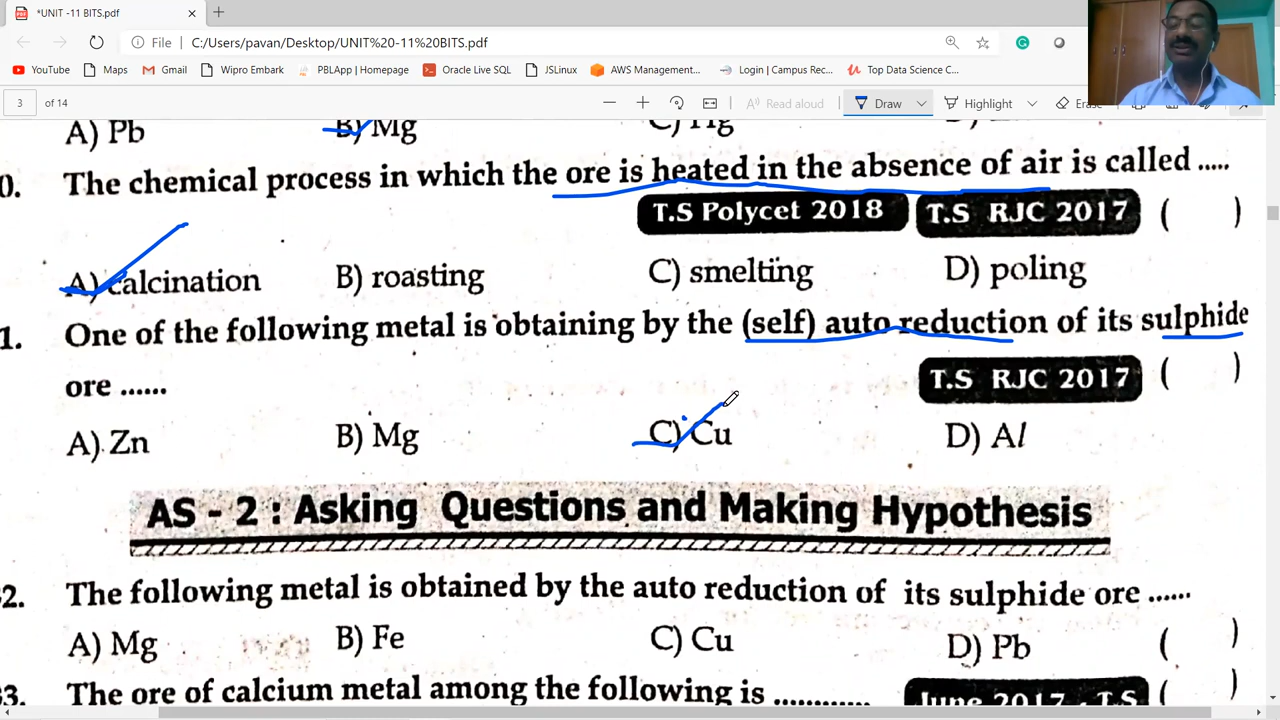 *UNIT -11 BITS.pdf
File C:/Users/pavan/Desktop/UNIT%20-11%20BITS.pdf
YouTube Maps Gmail Wipro Embark PBLApp | Homepage Oracle Live SQL JSLinux AWS Management... Login | Campus Rec... Top Data Science C...
3 of 14 Read aloud Draw Highlight
A) Pb B) Mg C) Hg
0. The chemical process in which the ore is heated in the absence of air is called .....
T.S Polycet 2018 T.S RJC 2017 ( )
A) calcination B) roasting C) smelting D) poling
1. One of the following metal is obtaining by the (self) auto reduction of its sulphide
ore ......
T.S RJC 2017 ( )
A) Zn B) Mg C) Cu D) Al
AS - 2 : Asking Questions and Making Hypothesis
2. The following metal is obtained by the auto reduction of its sulphide ore ......
A) Mg B) Fe C) Cu D) Pb ( )
3. The ore of calcium metal among the following is ............
June 2017 - T.S (